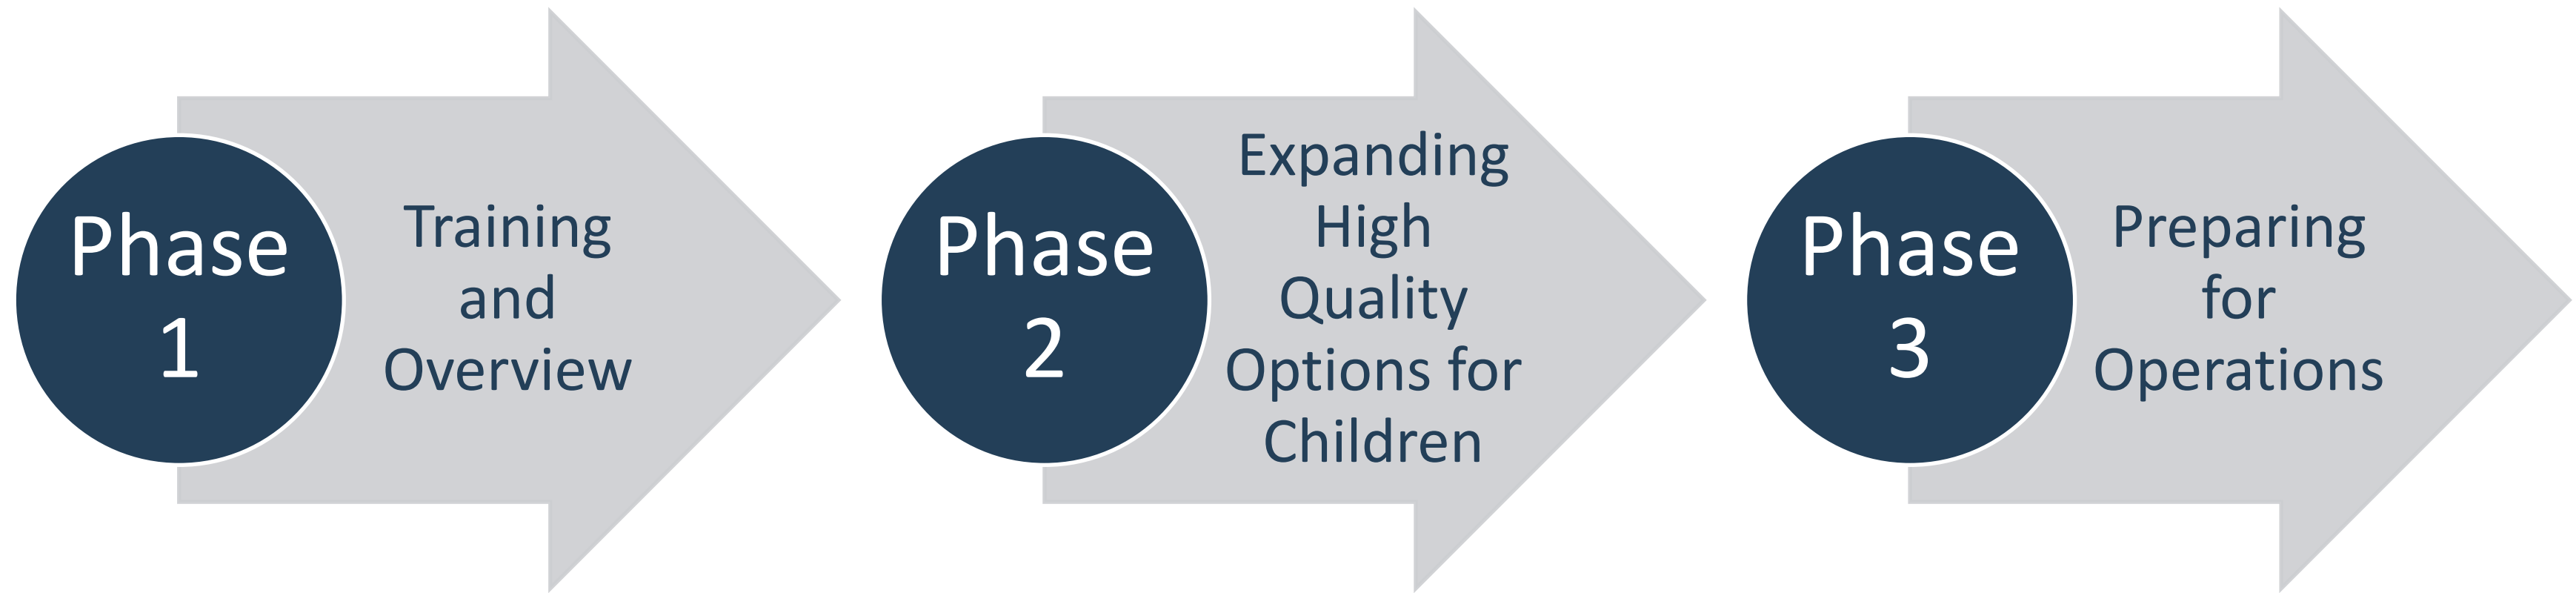 Phase
1
Training
and
Overview
Phase
2
Expanding
High
Quality
Options for
Children
Phase
3
Preparing
for
Operations